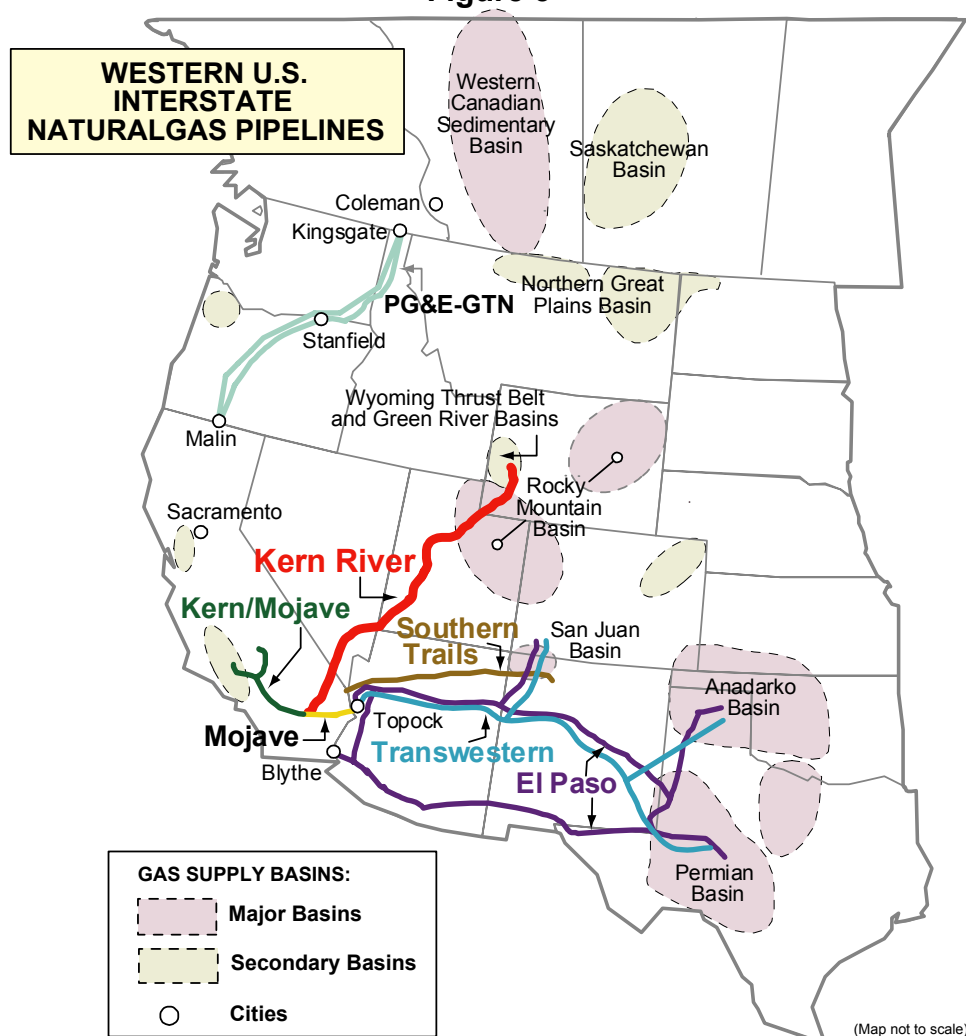 WESTERN U.S.
INTERSTATE
NATURALGAS PIPELINES
Western
Canadian
Sedimentary
Basin
Saskatchewan
Basin
Coleman
Kingsgate
Northern Great
Plains Basin
PG&E-GTN
Stanfield
Wyoming Thrust Belt
and Green River Basins
Malin
Rocky
Mountain
Basin
Sacramento
Kern River
Kern/Mojave
Southern
Trails
San Juan
Basin
Anadarko
Basin
Topock
Mojave
Transwestern
Blythe
El Paso
Permian
Basin
GAS SUPPLY BASINS:
Major Basins
Secondary Basins
Cities
(Map not to scale)